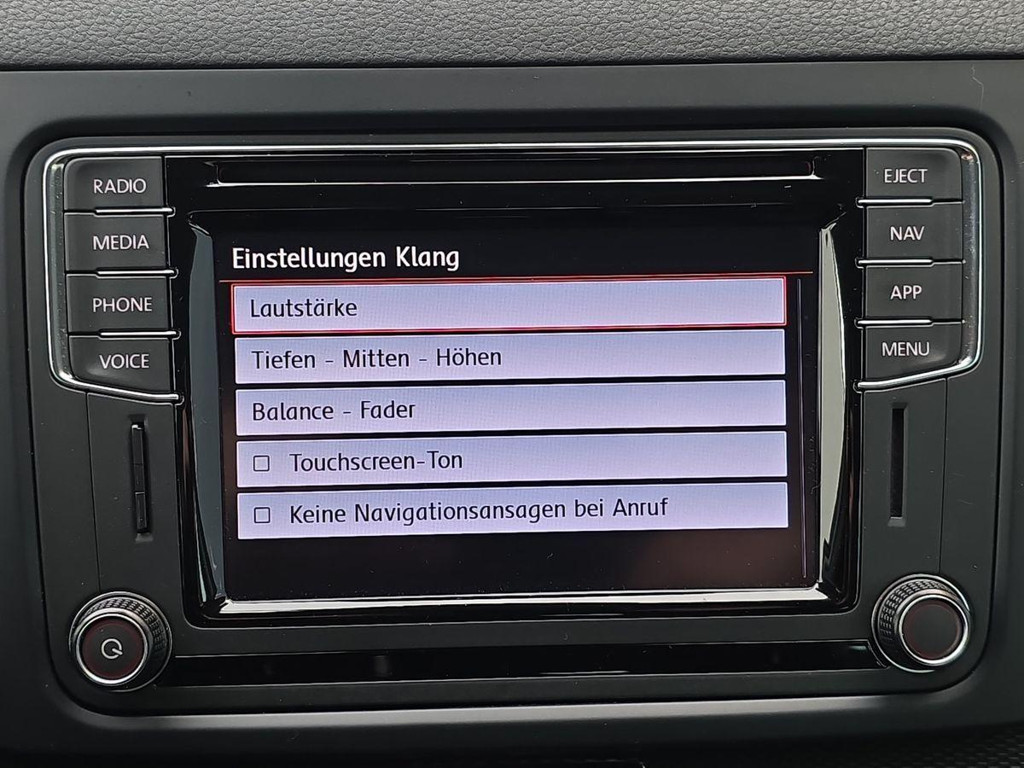 RADIO
MEDIA
PHONE
VOICE
Einstellungen Klang
Lautstärke
Tiefen - Mitten - Höhen
Balance - Fader
Touchscreen-Ton
Keine Navigationsansagen bei Anruf
EJECT
NAV
APP
MENU